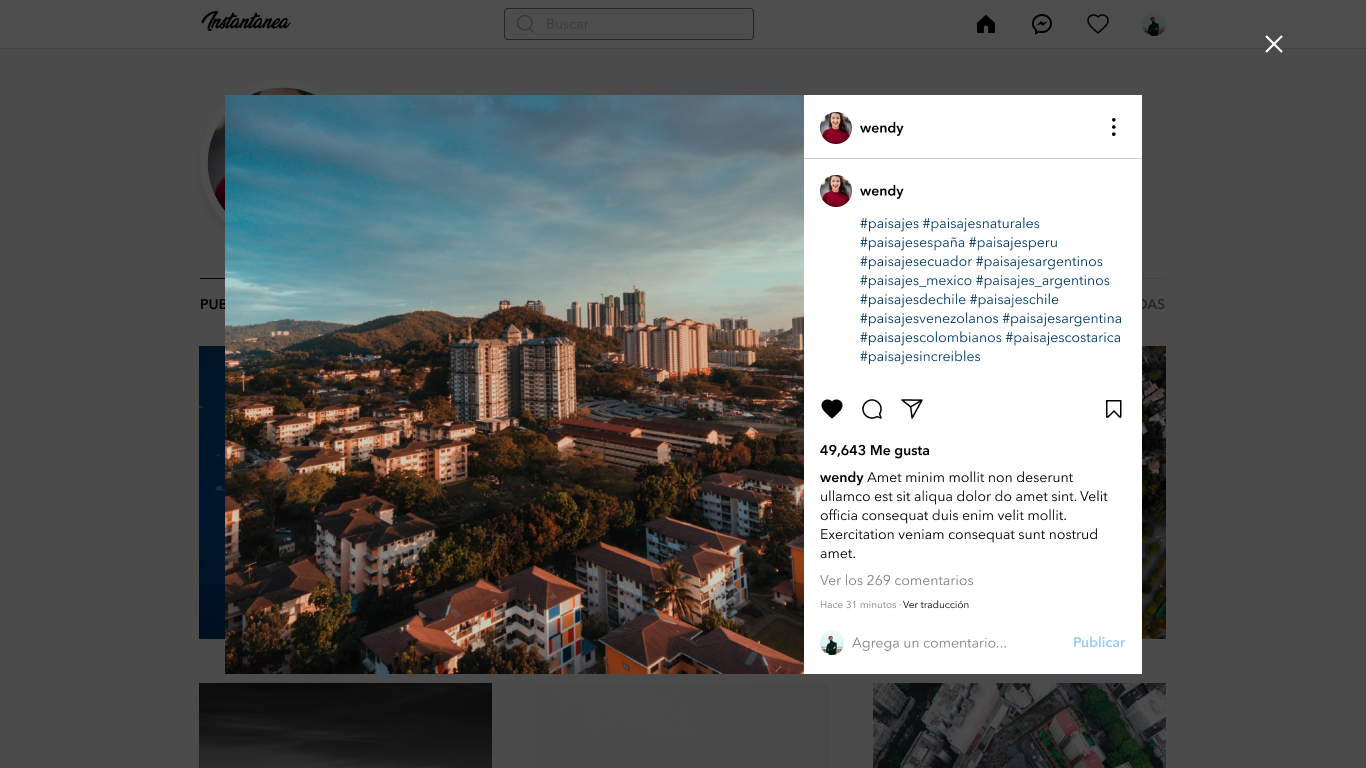 Instantanea
Buscar
wendy
wendy
#paisajes #paisajesnaturales
#paisajesespaña #paisajesperu
#paisajesecuador #paisajesargentinos
#paisajes_mexico #paisajes_argentinos
#paisajesdechile #paisajeschile
#paisajesvenezolanos #paisajesargentina
#paisajescolombianos #paisajescostarica
#paisajesincreibles
49,643 Me gusta
wendy Amet minim mollit non deserunt
ullamco est sit aliqua dolor do amet sint. Velit
officia consequat duis enim velit mollit.
Exercitation veniam consequat sunt nostrud
amet.
Ver los 269 comentarios
Hace 31 minutos · Ver traducción
Agrega un comentario...
Publicar